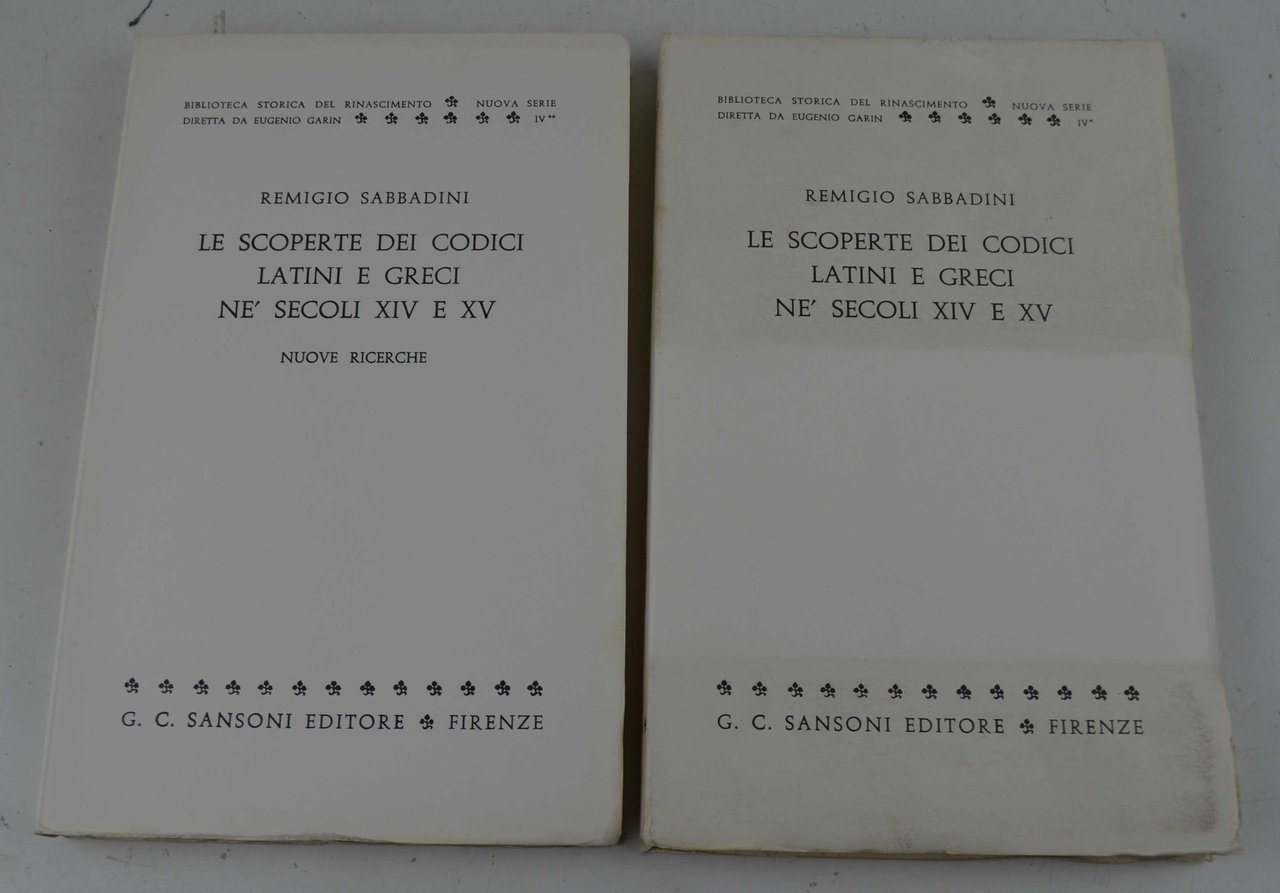 BIBLIOTECA STORICA DEL RINASCIMENTO NUOVA SERIE
DIRETTA DA EUGENIO GARIN IV**
REMIGIO SABBADINI
LE SCOPERTE DEI CODICI
LATINI E GRECI
NE' SECOLI XIV E XV
NUOVE RICERCHE
G. C. SANSONI EDITORE FIRENZE
BIBLIOTECA STORICA DEL RINASCIMENTO NUOVA SERIE
DIRETTA DA EUGENIO GARIN IV*
REMIGIO SABBADINI
LE SCOPERTE DEI CODICI
LATINI E GRECI
NE' SECOLI XIV E XV
G. C. SANSONI EDITORE FIRENZE